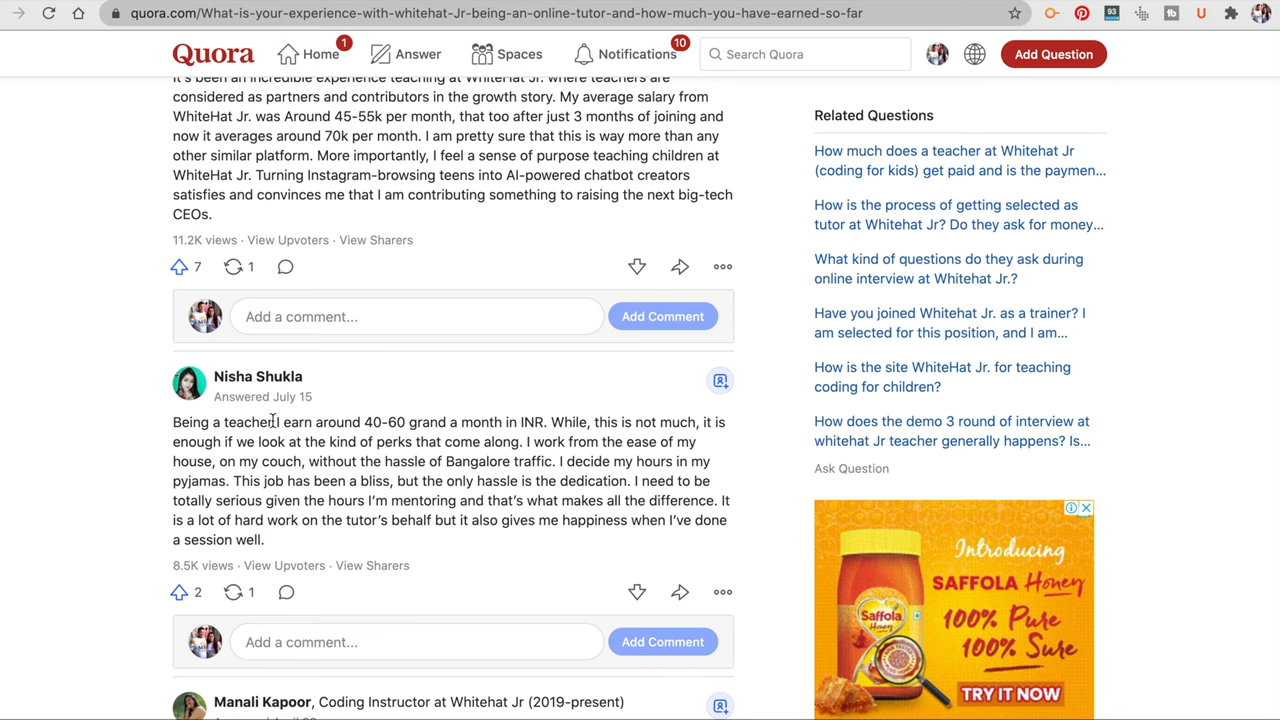 quora.com/What-is-your-experience-with-whitehat-Jr-being-an-online-tutor-and-how-much-you-have-earned-so-far
93
tb
U
Quora
Home
1
Answer
Spaces
Notifications
10
Search Quora
Add Question
It's been an incredible experience teaching at WhiteHat Jr. where teachers are
considered as partners and contributors in the growth story. My average salary from
WhiteHat Jr. was Around 45-55k per month, that too after just 3 months of joining and
now it averages around 70k per month. I am pretty sure that this is way more than any
other similar platform. More importantly, I feel a sense of purpose teaching children at
WhiteHat Jr. Turning Instagram-browsing teens into AI-powered chatbot creators
satisfies and convinces me that I am contributing something to raising the next big-tech
CEOs.
11.2K views · View Upvoters · View Sharers
7
1
Add a comment...
Add Comment
Nisha Shukla
Answered July 15
Being a teacher I earn around 40-60 grand a month in INR. While, this is not much, it is
enough if we look at the kind of perks that come along. I work from the ease of my
house, on my couch, without the hassle of Bangalore traffic. I decide my hours in my
pyjamas. This job has been a bliss, but the only hassle is the dedication. I need to be
totally serious given the hours I'm mentoring and that's what makes all the difference. It
is a lot of hard work on the tutor's behalf but it also gives me happiness when I've done
a session well.
8.5K views · View Upvoters · View Sharers
2
1
Add a comment...
Add Comment
Manali Kapoor, Coding Instructor at Whitehat Jr (2019-present)
Related Questions
How much does a teacher at Whitehat Jr
(coding for kids) get paid and is the paymen...
How is the process of getting selected as
tutor at Whitehat Jr? Do they ask for money...
What kind of questions do they ask during
online interview at Whitehat Jr.?
Have you joined Whitehat Jr. as a trainer? I
am selected for this position, and I am...
How is the site WhiteHat Jr. for teaching
coding for children?
How does the demo 3 round of interview at
whitehat Jr teacher generally happens? Is...
Ask Question
Introducing
SAFFOLA Honey
100% Pure
100% Sure
TRY IT NOW
Saffola
Honey